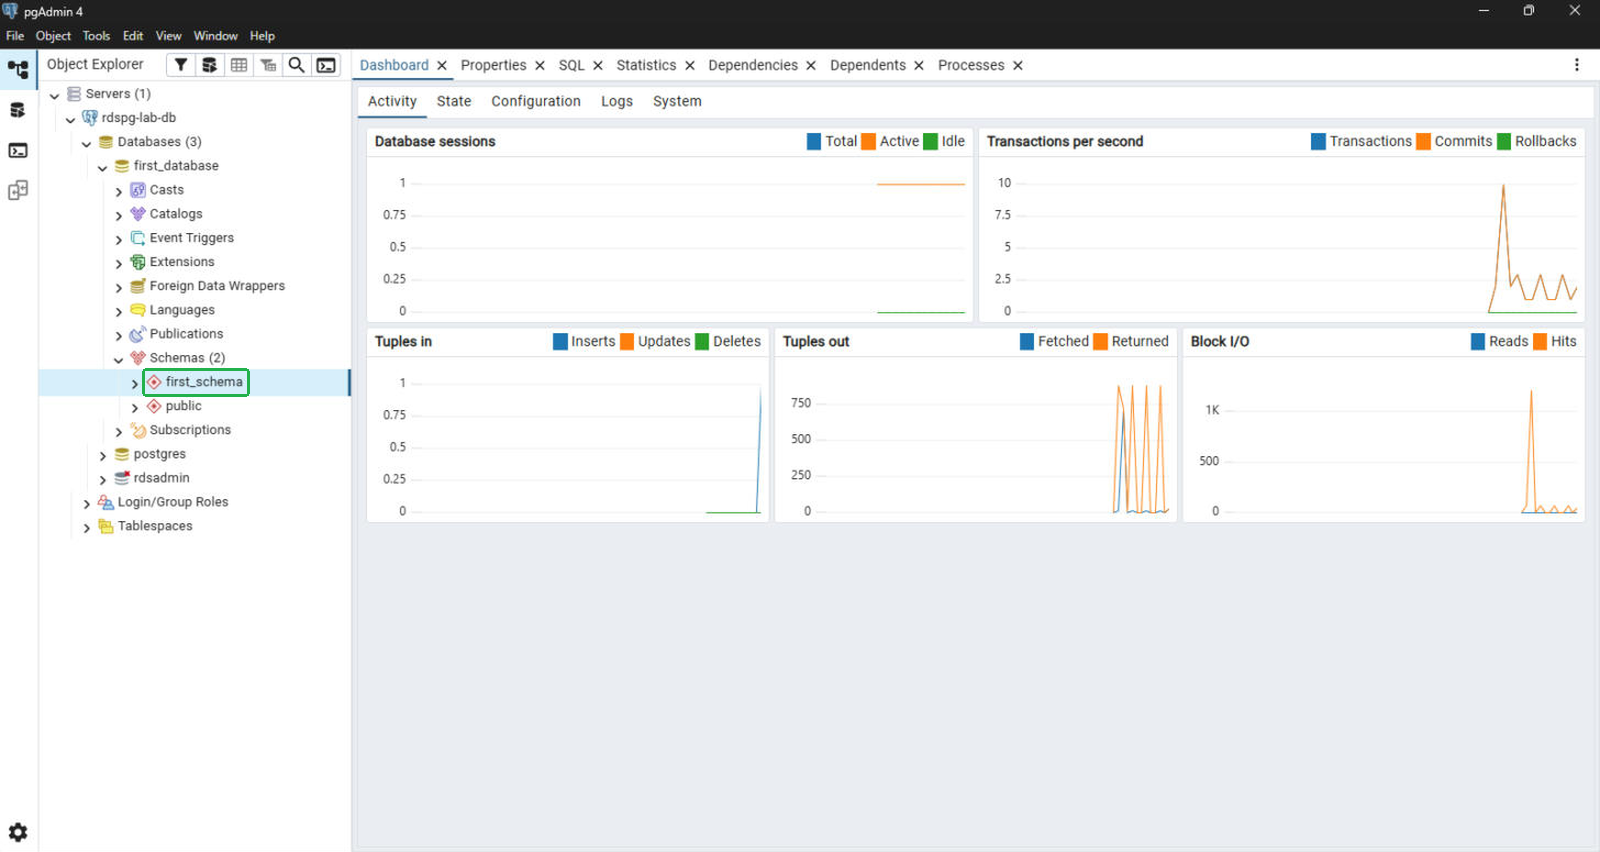 pgAdmin 4
File Object Tools Edit View Window Help
Object Explorer
Servers (1)
rdspg-lab-db
Databases (3)
first_database
Casts
Catalogs
Event Triggers
Extensions
Foreign Data Wrappers
Languages
Publications
Schemas (2)
first_schema
public
Subscriptions
postgres
rdsadmin
Login/Group Roles
Tablespaces
Dashboard Properties SQL Statistics Dependencies Dependents Processes
Activity State Configuration Logs System
Database sessions Total Active Idle
1
0.75
0.5
0.25
0
Transactions per second Transactions Commits Rollbacks
10
7.5
5
2.5
0
Tuples in Inserts Updates Deletes
1
0.75
0.5
0.25
0
Tuples out Fetched Returned
750
500
250
0
Block I/O Reads Hits
1K
500
0